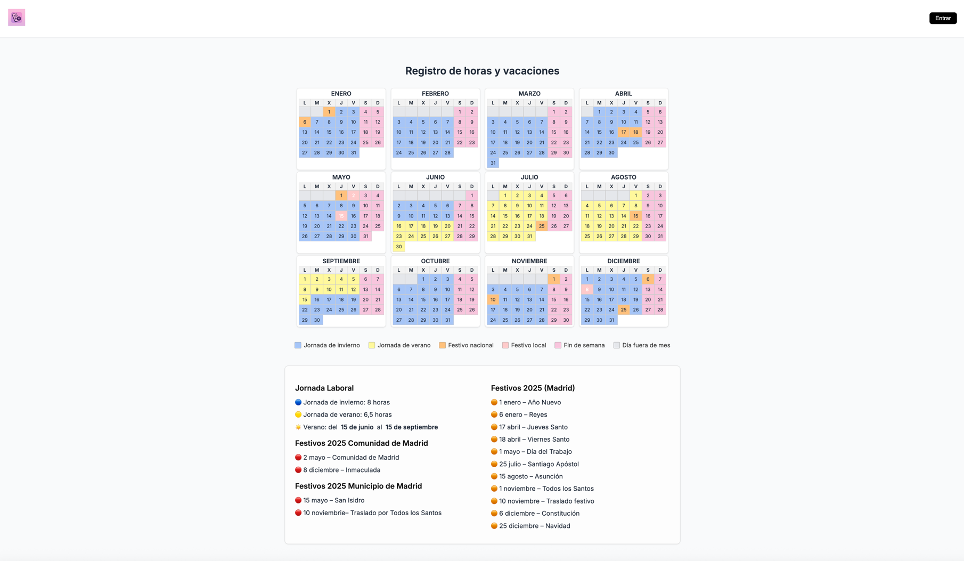 Entrar
Registro de horas y vacaciones
ENERO
L M X J V S D
1 2 3 4 5
6 7 8 9 10 11 12
13 14 15 16 17 18 19
20 21 22 23 24 25 26
27 28 29 30 31
FEBRERO
L M X J V S D
1 2
3 4 5 6 7 8 9
10 11 12 13 14 15 16
17 18 19 20 21 22 23
24 25 26 27 28
MARZO
L M X J V S D
1 2
3 4 5 6 7 8 9
10 11 12 13 14 15 16
17 18 19 20 21 22 23
24 25 26 27 28 29 30
31
ABRIL
L M X J V S D
1 2 3 4 5 6
7 8 9 10 11 12 13
14 15 16 17 18 19 20
21 22 23 24 25 26 27
28 29 30
MAYO
L M X J V S D
1 2 3 4
5 6 7 8 9 10 11
12 13 14 15 16 17 18
19 20 21 22 23 24 25
26 27 28 29 30 31
JUNIO
L M X J V S D
1
2 3 4 5 6 7 8
9 10 11 12 13 14 15
16 17 18 19 20 21 22
23 24 25 26 27 28 29
30
JULIO
L M X J V S D
1 2 3 4 5 6
7 8 9 10 11 12 13
14 15 16 17 18 19 20
21 22 23 24 25 26 27
28 29 30 31
AGOSTO
L M X J V S D
1 2 3
4 5 6 7 8 9 10
11 12 13 14 15 16 17
18 19 20 21 22 23 24
25 26 27 28 29 30 31
SEPTIEMBRE
L M X J V S D
1 2 3 4 5 6 7
8 9 10 11 12 13 14
15 16 17 18 19 20 21
22 23 24 25 26 27 28
29 30
OCTUBRE
L M X J V S D
1 2 3 4 5
6 7 8 9 10 11 12
13 14 15 16 17 18 19
20 21 22 23 24 25 26
27 28 29 30 31
NOVIEMBRE
L M X J V S D
1 2
3 4 5 6 7 8 9
10 11 12 13 14 15 16
17 18 19 20 21 22 23
24 25 26 27 28 29 30
DICIEMBRE
L M X J V S D
1 2 3 4 5 6 7
8 9 10 11 12 13 14
15 16 17 18 19 20 21
22 23 24 25 26 27 28
29 30 31
Jornada de invierno Jornada de verano Festivo nacional Festivo local Fin de semana Día fuera de mes
Jornada Laboral
Jornada de invierno: 8 horas
Jornada de verano: 6,5 horas
Verano: del 15 de junio al 15 de septiembre
Festivos 2025 Comunidad de Madrid
2 mayo – Comunidad de Madrid
8 diciembre – Inmaculada
Festivos 2025 Municipio de Madrid
15 mayo – San Isidro
10 noviembre– Traslado por Todos los Santos
Festivos 2025 (Madrid)
1 enero – Año Nuevo
6 enero – Reyes
17 abril – Jueves Santo
18 abril – Viernes Santo
1 mayo – Día del Trabajo
25 julio – Santiago Apóstol
15 agosto – Asunción
1 noviembre – Todos los Santos
10 noviembre – Traslado festivo
6 diciembre – Constitución
25 diciembre – Navidad